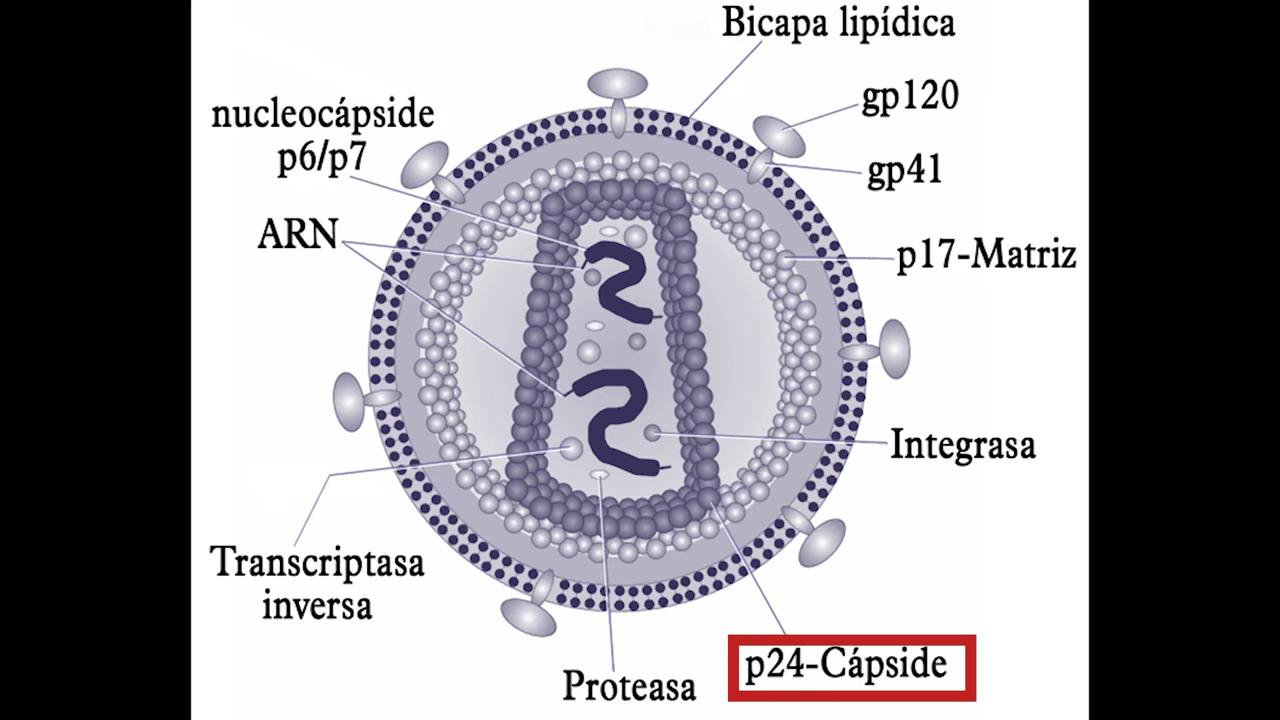 Bicapa lipídica
gp120
nucleocápside
p6/p7
gp41
ARN
p17-Matriz
Integrasa
Transcriptasa
inversa
p24-Cápside
Proteasa